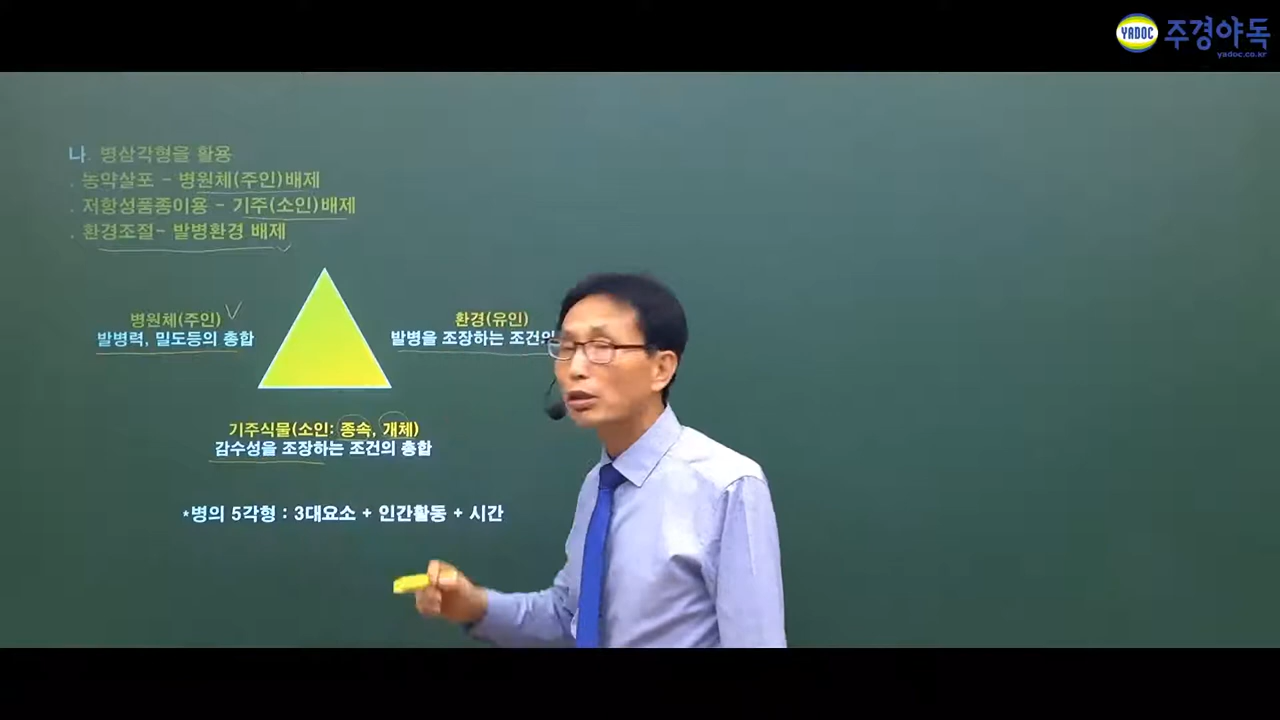 YADOC 주경야독
yadoc.co.kr
나. 병삼각형을 활용
. 농약살포 - 병원체(주인)배제
. 저항성품종이용 - 기주(소인)배제
. 환경조절- 발병환경 배제
병원체(주인)
발병력, 밀도등의 총합
환경(유인)
발병을 조장하는 조건의
기주식물(소인: 종속, 개체)
감수성을 조장하는 조건의 총합
*병의 5각형 : 3대요소 + 인간활동 + 시간